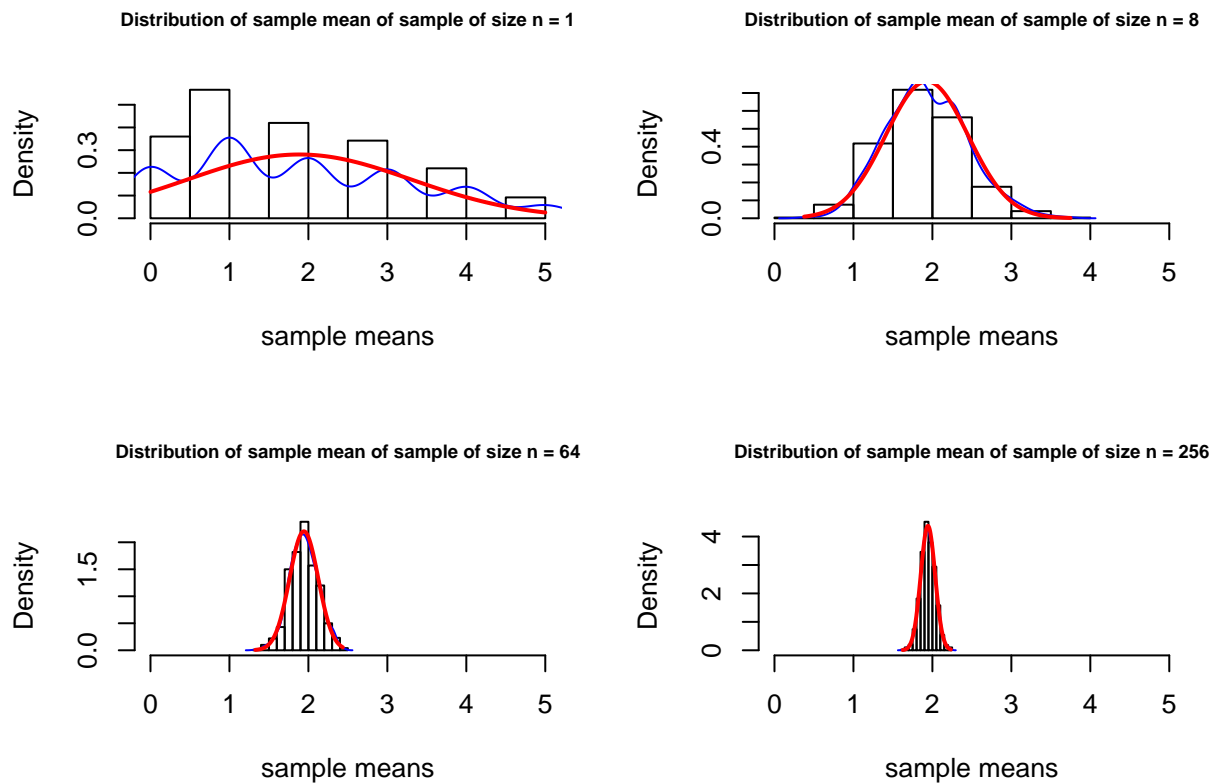 Distribution of sample mean of sample of size n = 1
Density
0.0 0.3
0 1 2 3 4 5
sample means
Distribution of sample mean of sample of size n = 8
Density
0.0 0.4
0 1 2 3 4 5
sample means
Distribution of sample mean of sample of size n = 64
Density
0.0 1.5
0 1 2 3 4 5
sample means
Distribution of sample mean of sample of size n = 256
Density
0 2 4
0 1 2 3 4 5
sample means